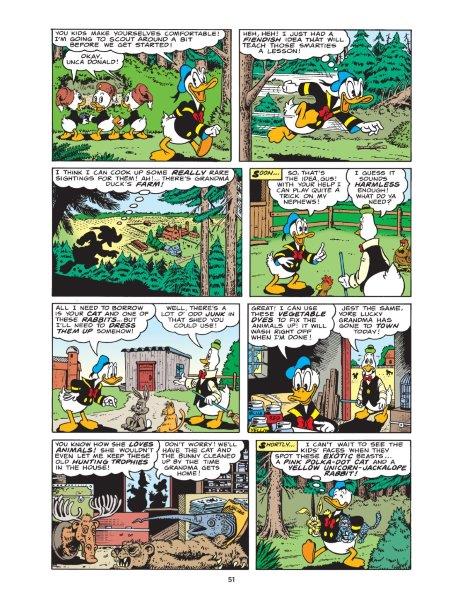 YOU KIDS MAKE YOURSELVES COMFORTABLE!
I'M GOING TO SCOUT AROUND A BIT
BEFORE WE GET STARTED!
OKAY,
UNCA DONALD!
HEH, HEH! I JUST HAD A
FIENDISH IDEA THAT WILL
TEACH THOSE SMARTIES
A LESSON!
I THINK I CAN COOK UP SOME REALLY RARE
SIGHTINGS FOR THEM! AH!... THERE'S GRANDMA
DUCK'S FARM!
SOON...
SO, THAT'S
THE IDEA, GUS!
WITH YOUR HELP I
CAN PLAY QUITE A
TRICK ON MY
NEPHEWS!
I GUESS IT
SOUNDS
HARMLESS
ENOUGH!
WHAT DO YA
NEED?
ALL I NEED TO BORROW
IS YOUR CAT AND ONE OF
THESE RABBITS... BUT
I'LL NEED TO DRESS
THEM UP SOMEHOW!
WELL, THERE'S A
LOT O' ODD JUNK IN
THAT SHED YOU
COULD USE!
GREAT! I CAN USE
THESE VEGETABLE
DYES TO FIX THE
ANIMALS UP! IT WILL
WASH RIGHT OFF
WHEN I'M DONE!
JEST THE SAME,
YORE LUCKY
GRANDMA HAS
GONE TO TOWN
TODAY!
YOU KNOW HOW SHE LOVES
ANIMALS! SHE WOULDN'T
EVEN LET ME KEEP THESE
OLD HUNTING TROPHIES
IN THE HOUSE!
DON'T WORRY! WE'LL
HAVE THE CAT AND
THE BUNNY CLEANED
UP BY THE TIME
GRANDMA GETS
HOME!
SHORTLY...
I CAN'T WAIT TO SEE THE
KIDS' FACES WHEN THEY
SPOT THESE EXOTIC BEASTS...
A PINK POLKA-DOT CAT AND A
YELLOW UNICORN-JACKALOPE
RABBIT!
51